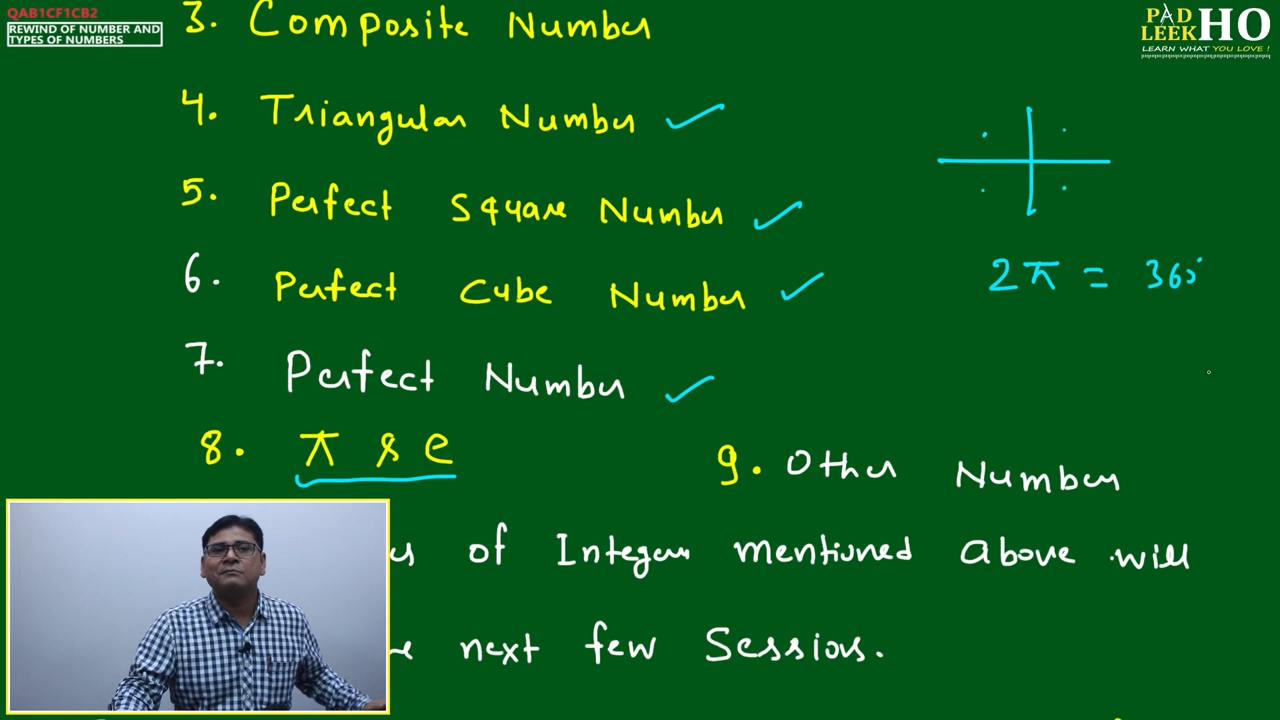 QAB1CF1CB2
REWIND OF NUMBER AND
TYPES OF NUMBERS
PAD
LEEKHO
LEARN WHAT YOU LOVE !
3. Composite Number
4. Triangular Number
5. Perfect Square Number
6. Perfect Cube Number
2π = 360°
7. Perfect Number
8. π & e
9. Other Number
of Integers mentioned above will
next few Sessions.